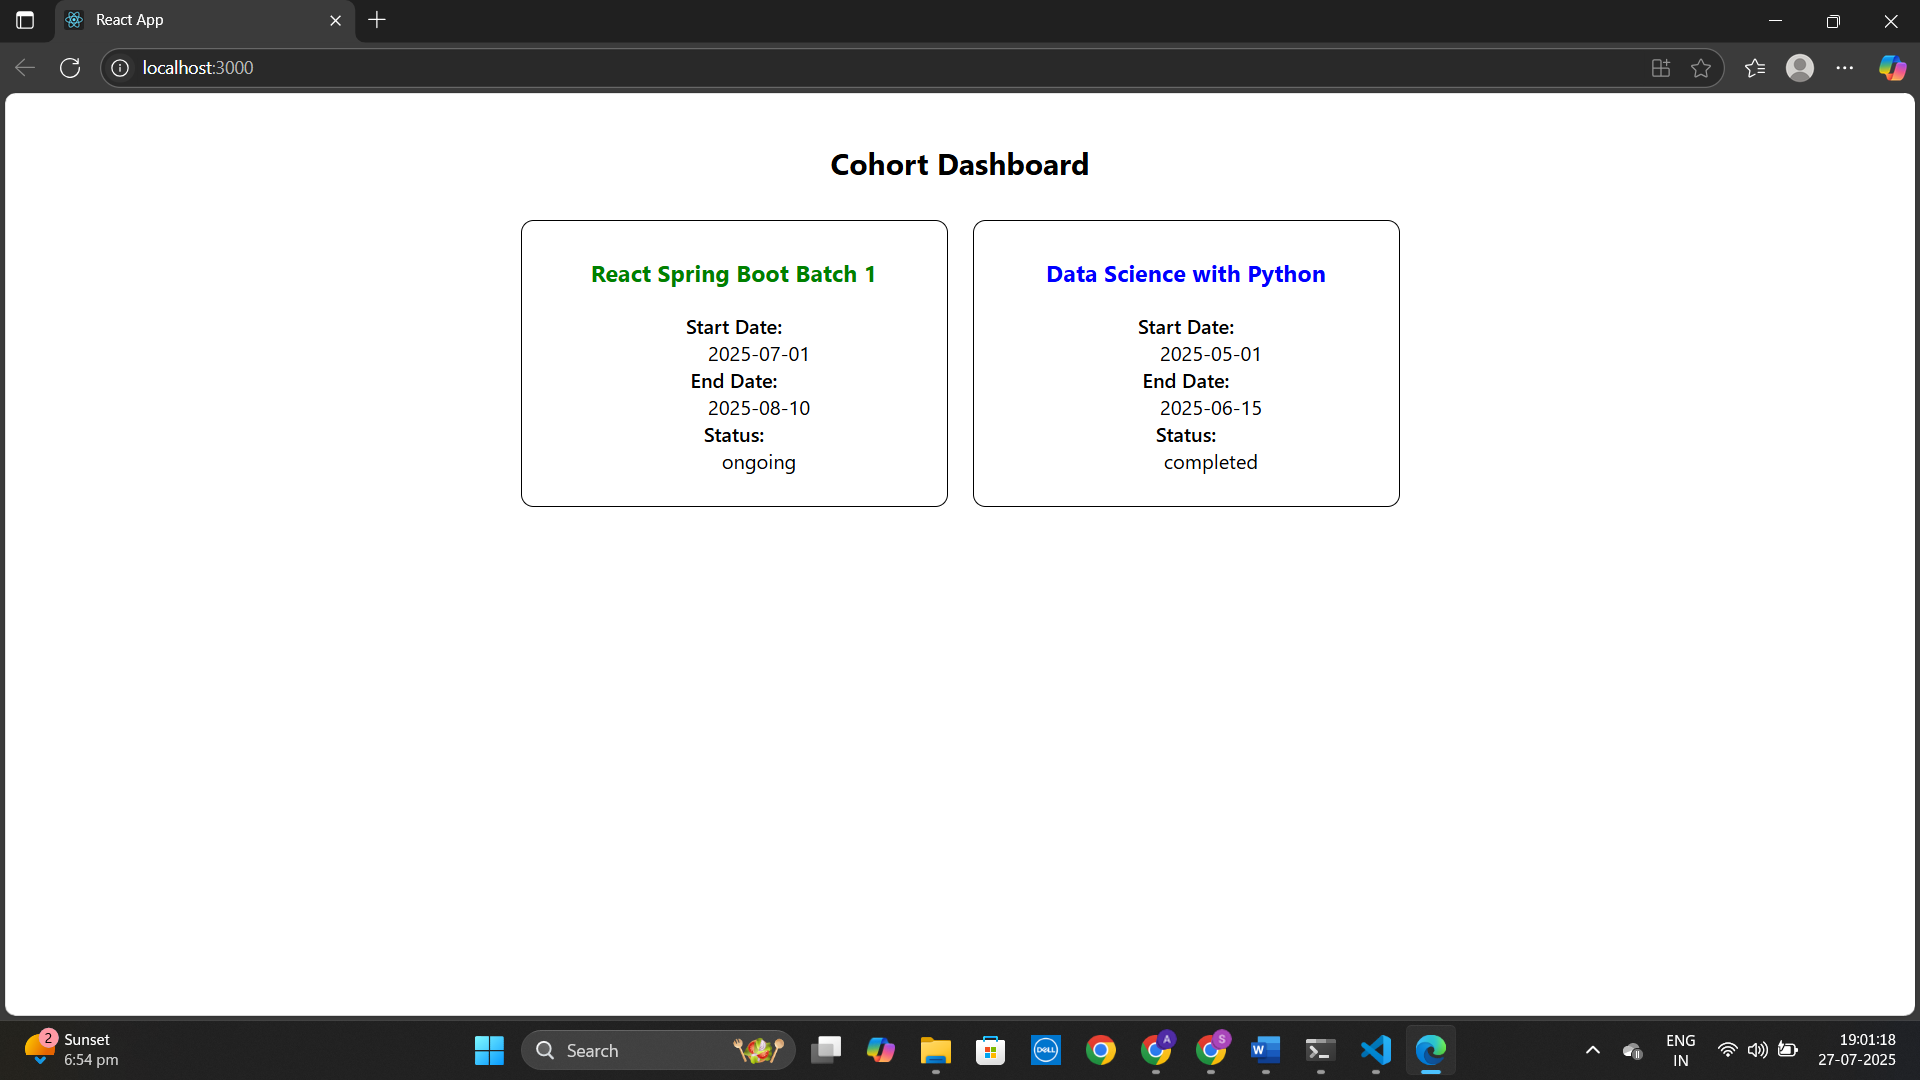 React App
localhost:3000
Cohort Dashboard
React Spring Boot Batch 1
Start Date:
2025-07-01
End Date:
2025-08-10
Status:
ongoing
Data Science with Python
Start Date:
2025-05-01
End Date:
2025-06-15
Status:
completed
2
Sunset
6:54 pm
Search
DELL
A
S
W
ENG
IN
19:01:18
27-07-2025